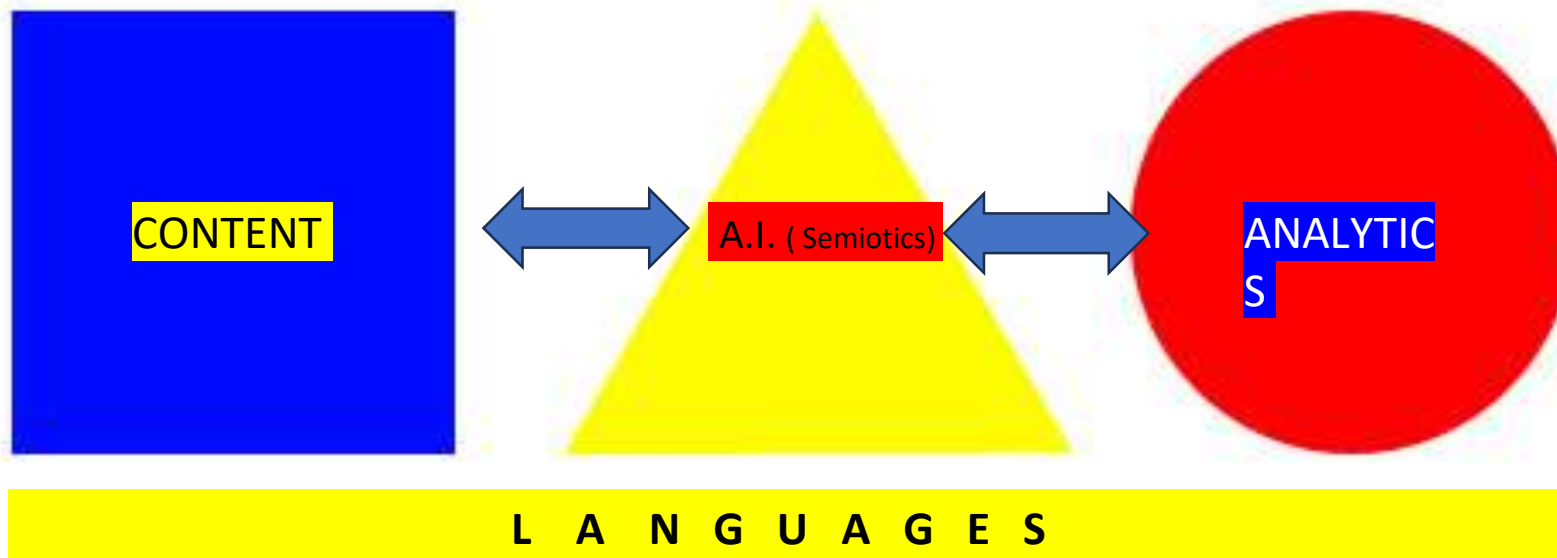 CONTENT
A.I. ( Semiotics)
ANALYTIC
S
L A N G U A G E S